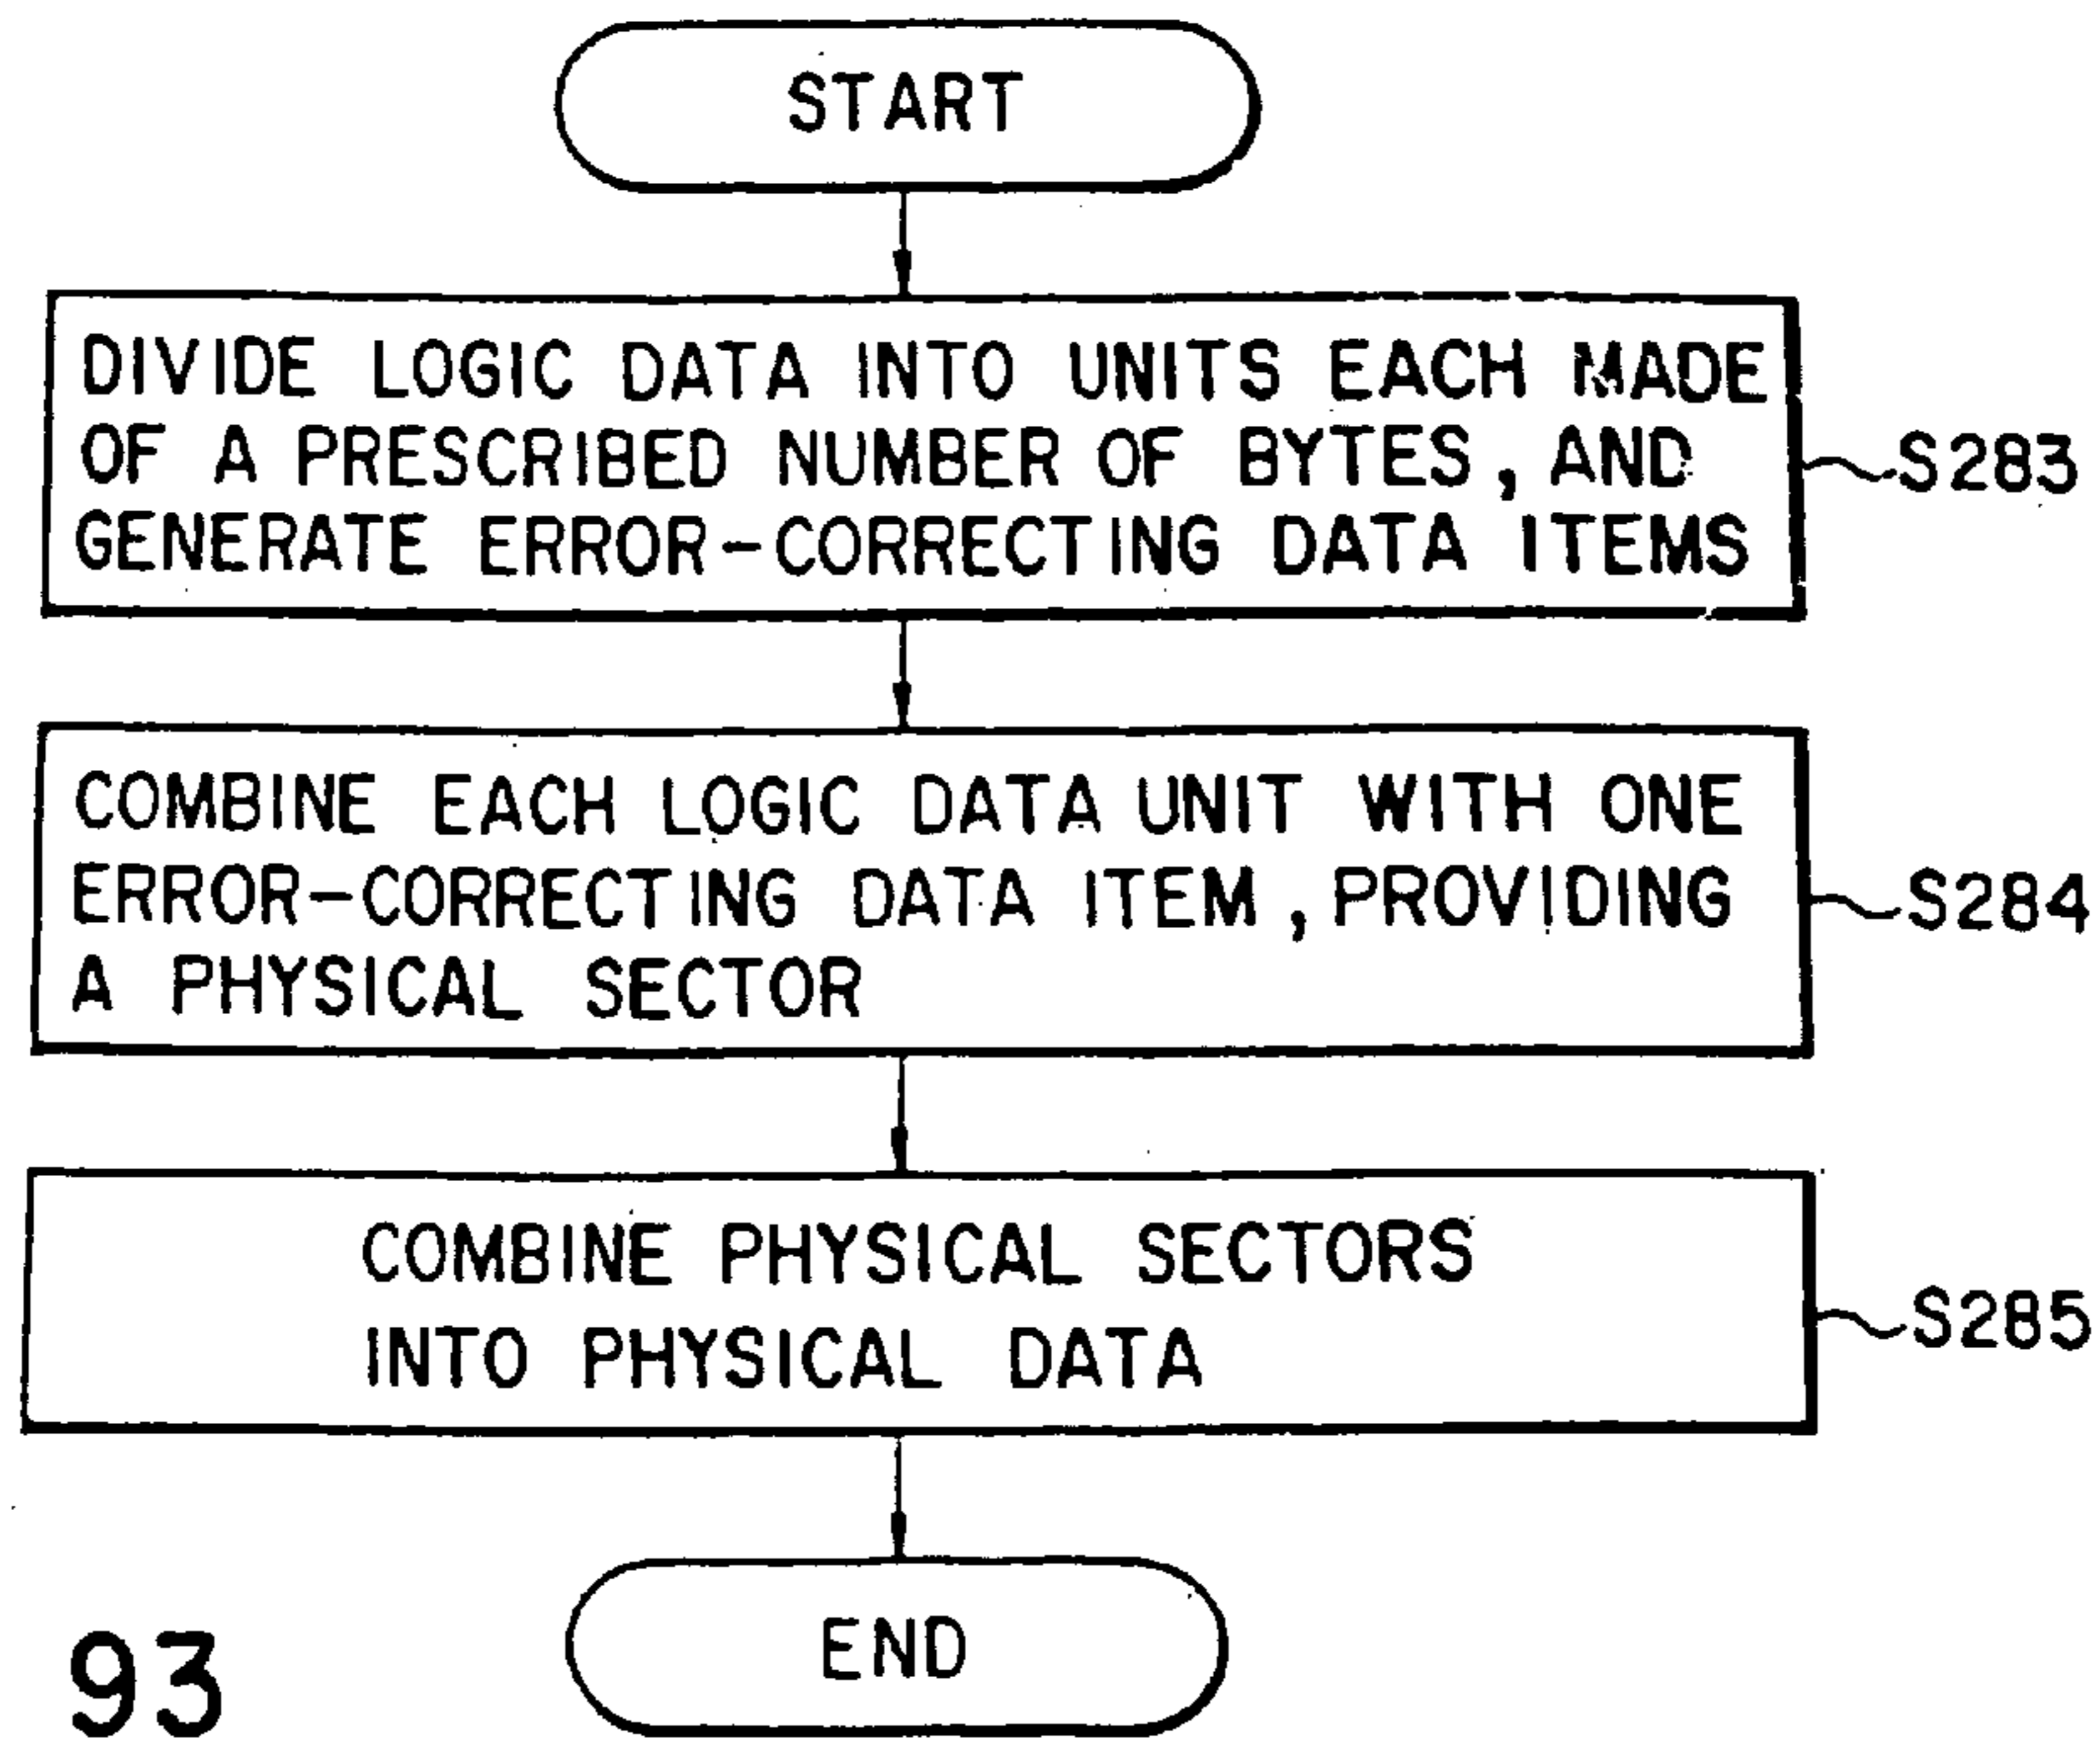 START
DIVIDE LOGIC DATA INTO UNITS EACH MADE
OF A PRESCRIBED NUMBER OF BYTES, AND
GENERATE ERROR-CORRECTING DATA ITEMS
S283
COMBINE EACH LOGIC DATA UNIT WITH ONE
ERROR-CORRECTING DATA ITEM, PROVIDING
A PHYSICAL SECTOR
S284
COMBINE PHYSICAL SECTORS
INTO PHYSICAL DATA
S285
END
93